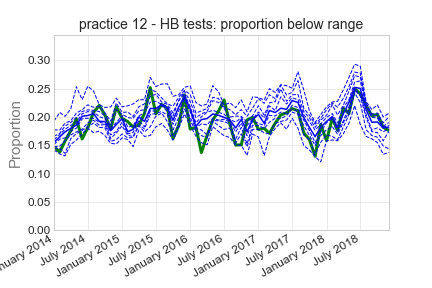 practice 12 - HB tests: proportion below range
Proportion
0.30
0.25
0.20
0.15
0.10
0.05
0.00
nuary 2014
July 2014
January 2015
July 2015
January 2016
July 2016
January 2017
July 2017
January 2018
July 2018